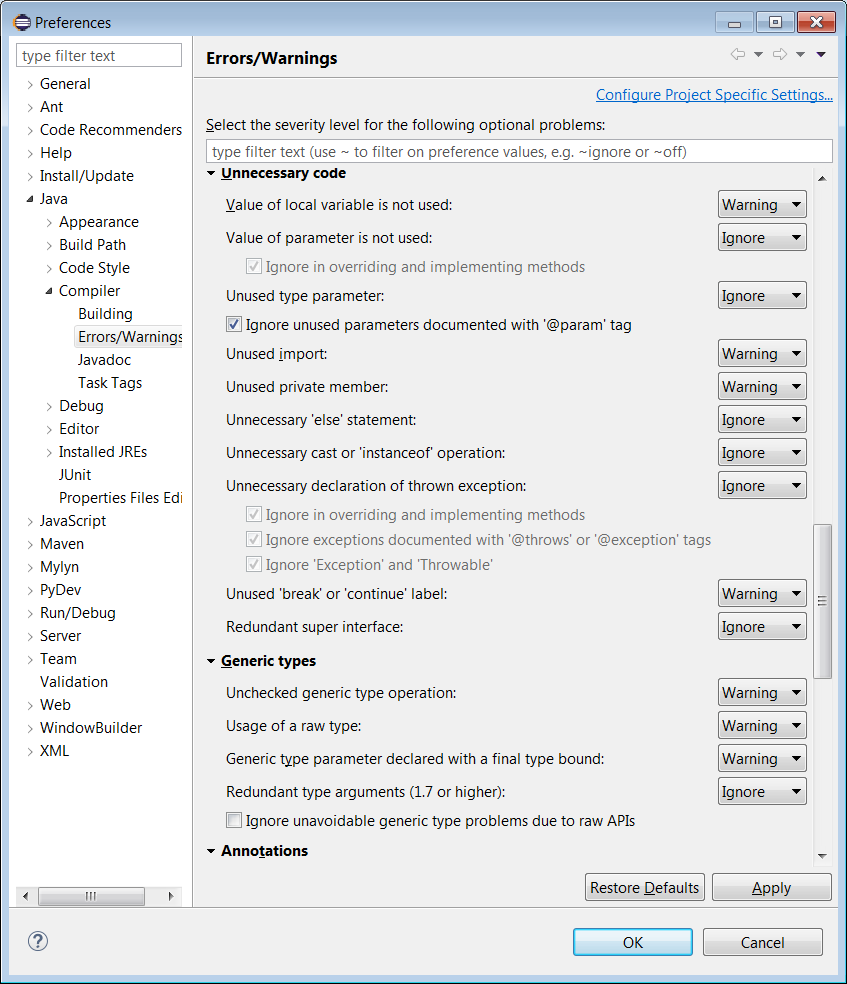 Preferences
type filter text
General
Ant
Code Recommenders
Help
Install/Update
Java
Appearance
Build Path
Code Style
Compiler
Building
Errors/Warnings
Javadoc
Task Tags
Debug
Editor
Installed JREs
JUnit
Properties Files Edi
JavaScript
Maven
Mylyn
PyDev
Run/Debug
Server
Team
Validation
Web
WindowBuilder
XML
Errors/Warnings
Configure Project Specific Settings...
Select the severity level for the following optional problems:
type filter text (use ~ to filter on preference values, e.g. ~ignore or ~off)
Unnecessary code
Value of local variable is not used: Warning
Value of parameter is not used: Ignore
Ignore in overriding and implementing methods
Unused type parameter: Ignore
Ignore unused parameters documented with '@param' tag
Unused import: Warning
Unused private member: Warning
Unnecessary 'else' statement: Ignore
Unnecessary cast or 'instanceof' operation: Ignore
Unnecessary declaration of thrown exception: Ignore
Ignore in overriding and implementing methods
Ignore exceptions documented with '@throws' or '@exception' tags
Ignore 'Exception' and 'Throwable'
Unused 'break' or 'continue' label: Warning
Redundant super interface: Ignore
Generic types
Unchecked generic type operation: Warning
Usage of a raw type: Warning
Generic type parameter declared with a final type bound: Warning
Redundant type arguments (1.7 or higher): Ignore
Ignore unavoidable generic type problems due to raw APIs
Annotations
Restore Defaults Apply
? OK Cancel